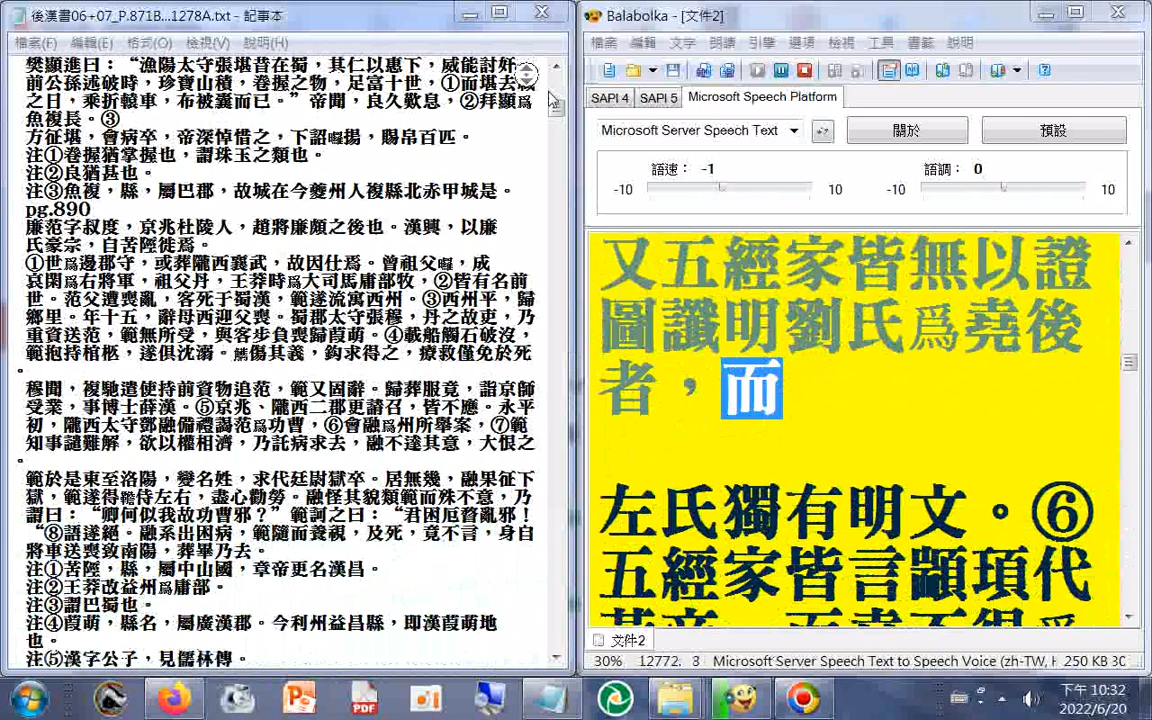 後漢書06+07_P.871B...1278A.txt - 記事本
檔案(F) 編輯(E) 格式(O) 檢視(V) 說明(H)
樊顯進曰：“漁陽太守張堪昔在蜀，其仁以惠下，威能討奸
前公孫述破時，珍寶山積，卷握之物，足富十世，①而堪去
之日，乘折轅車，布被囊而已。”帝聞，良久歎息，②拜顯爲
魚複長。③
方征堪，會病卒，帝深悼惜之，下詔揚，賜帛百匹。
注①卷握猶掌握也，謂珠玉之類也。
注②良猶甚也。
注③魚複，縣，屬巴郡，故城在今夔州人複縣北赤甲城是。
pg.890
廉范字叔度，京兆杜陵人，趙將廉頗之後也。漢興，以廉
氏豪宗，自苦陘徙焉。
①世爲邊郡守，或葬隴西襄武，故因仕焉。曾祖父，成
哀閑爲右將軍，祖父丹，王莽時爲大司馬庸部牧，②皆有名前
世。范父遭喪亂，客死于蜀漢，範遂流寓西州。③西州平，歸
鄉里。年十五，辭母西迎父喪。蜀郡太守張穆，丹之故吏，乃
重資送范，範無所受，與客步負喪歸葭萌。④載船觸石破沒，
範抱持棺柩，遂俱沈溺。傷其義，鉤求得之，療救僅免於死
。
穆聞，複馳遣使持前資物追范，範又固辭。歸葬服竟，詣京師
受業，事博士薛漢。⑤京兆、隴西二郡更請召，皆不應。永平
初，隴西太守鄧融備禮謁范爲功曹，⑥會融爲州所舉案，⑦範
知事譴難解，欲以權相濟，乃託病求去，融不達其意，大恨之
。
範於是東至洛陽，變名姓，求代廷尉獄卒。居無幾，融果征下
獄，範遂得侍左右，盡心勸勞。融怪其貌類範而殊不意，乃
謂曰：“卿何似我故功曹邪？”範訶之曰：“君困厄瞀亂邪！
“⑧語遂絕。融系出困病，範隨而養視，及死，竟不言，身自
將車送喪致南陽，葬畢乃去。
注①苦陘，縣，屬中山國，章帝更名漢昌。
注②王莽改益州爲庸部。
注③謂巴蜀也。
注④葭萌，縣名，屬廣漢郡。今利州益昌縣，即漢葭萌地
也。
注⑤漢字公子，見儒林傳。
Balabolka - [文件2]
檔案 編輯 文字 朗讀 引擎 選項 檢視 工具 書籤 說明
SAPI 4 SAPI 5 Microsoft Speech Platform
Microsoft Server Speech Text 關於 預設
語速： -1 語調： 0
-10 10 -10 10
又五經家皆無以證
圖讖明劉氏爲堯後
者，而
左氏獨有明文。⑥
五經家皆言顓頊代
文件2
30% 12772. 3 Microsoft Server Speech Text to Speech Voice (zh-TW, H 250 KB 30
PDF
下午 10:32
2022/6/20